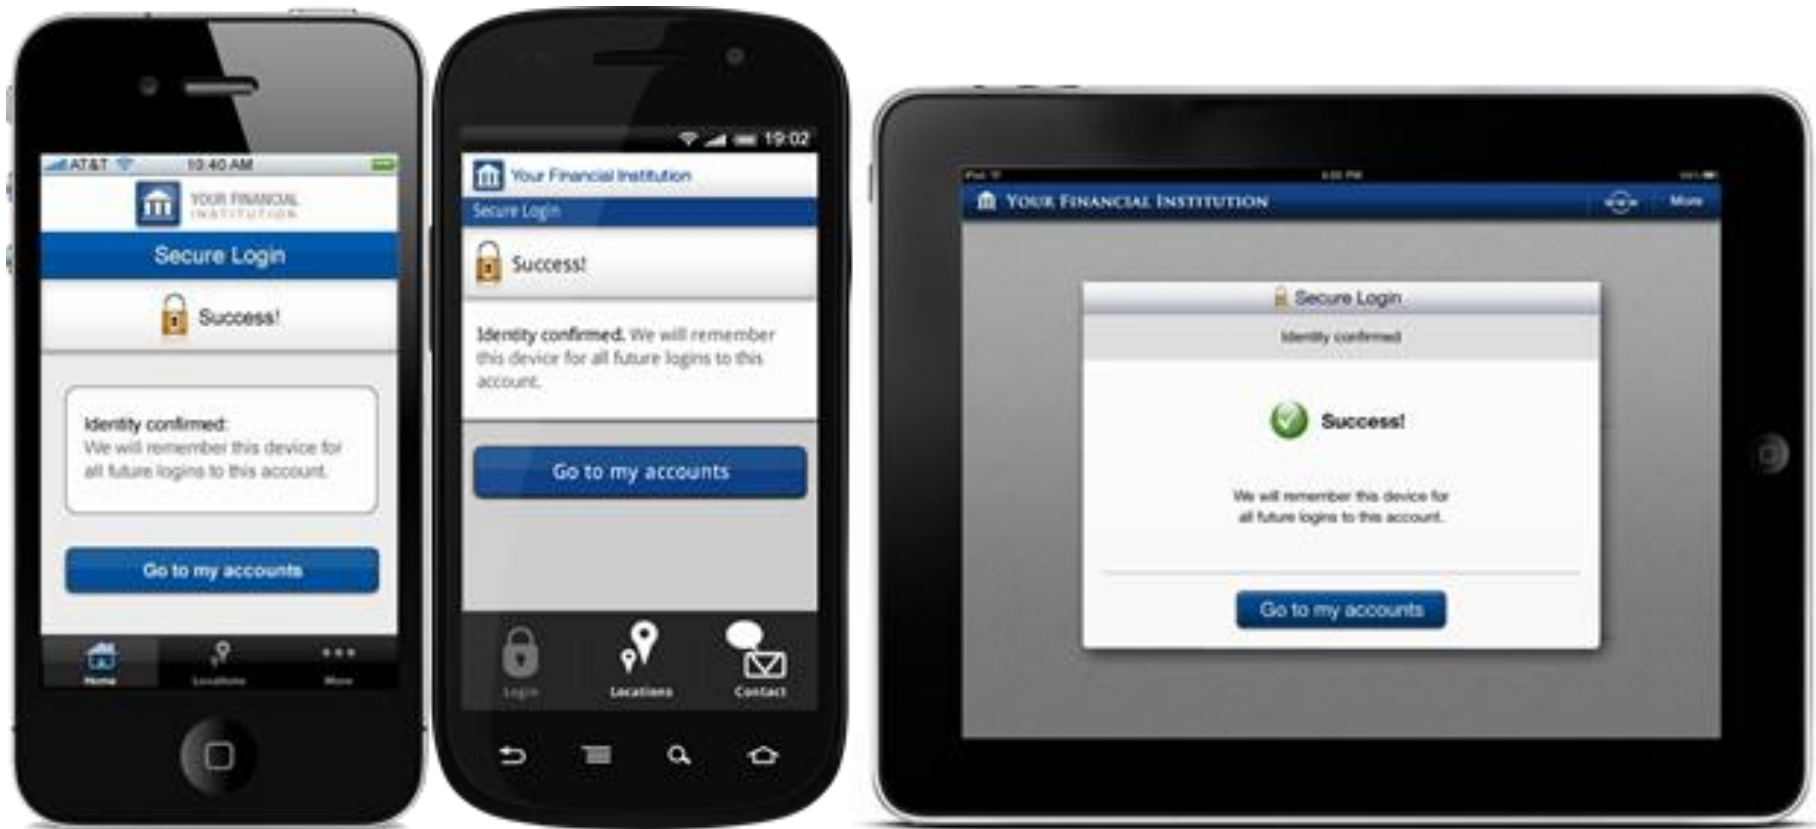 AT&T
10:40 AM
YOUR FINANCIAL
INSTITUTION
Secure Login
Success!
Identity confirmed:
We will remember this device for
all future logins to this account.
Go to my accounts
Home
Locations
More
19:02
Your Financial Institution
Secure Login
Success!
Identity confirmed. We will remember
this device for all future logins to this
account.
Go to my accounts
Login
Locations
Contact
iPad
YOUR FINANCIAL INSTITUTION
More
Secure Login
Identity confirmed
Success!
We will remember this device for
all future logins to this account.
Go to my accounts